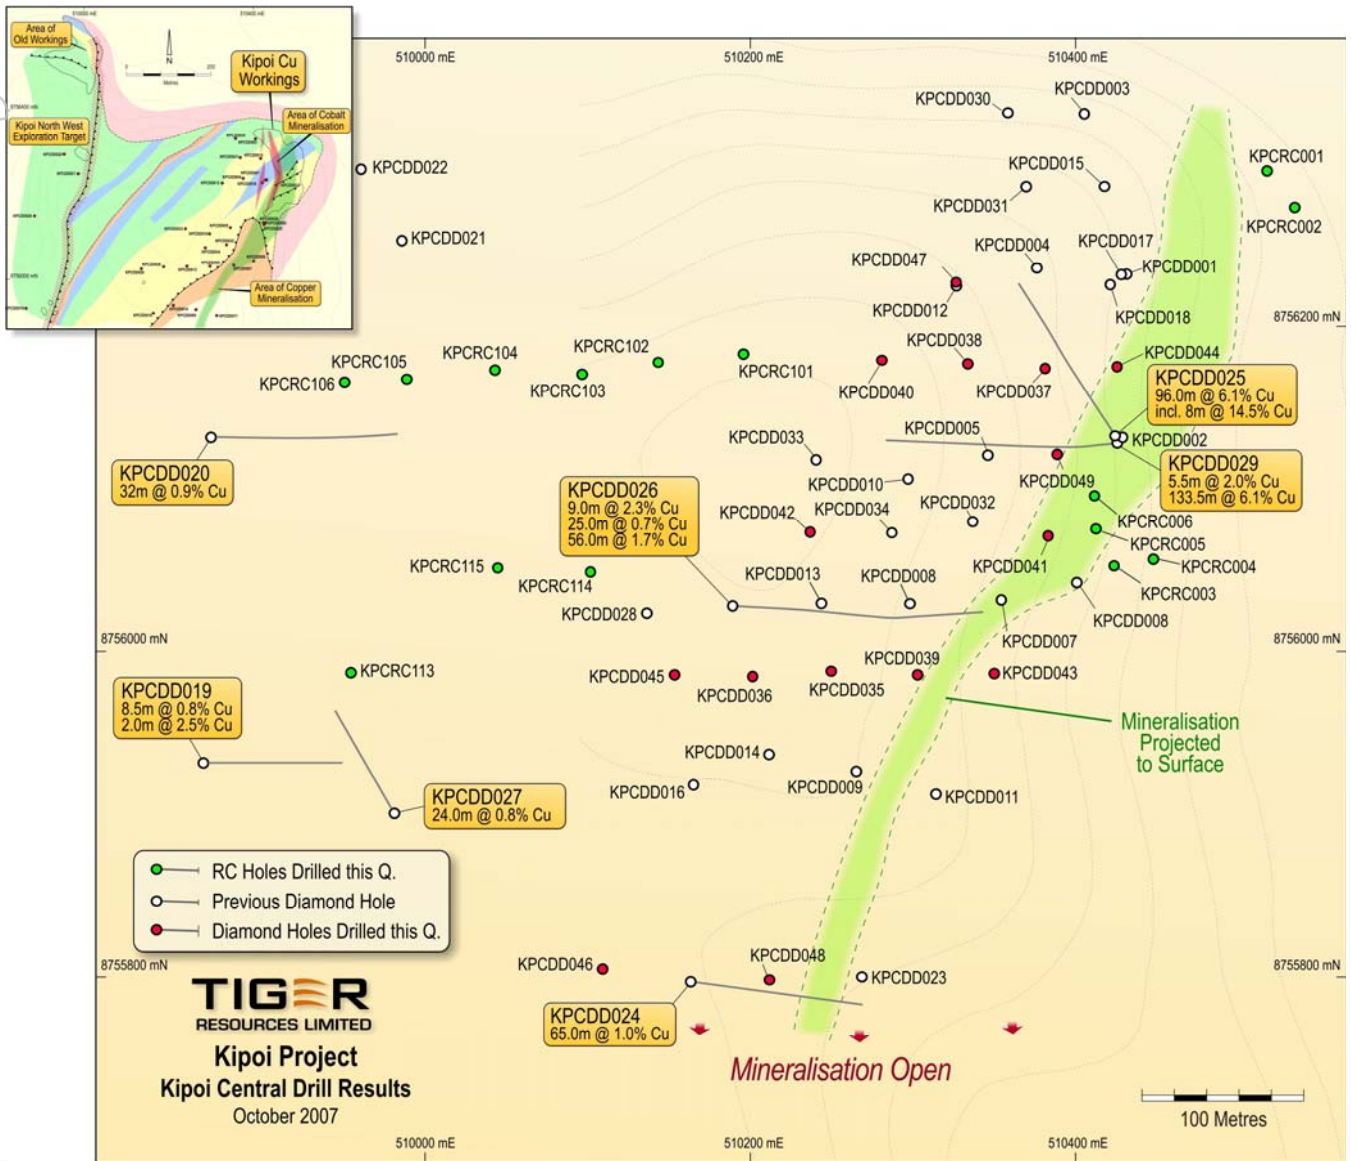 510000 mE
510400 mE
Area of
Old Workings
N
0
200
Metres
Kipoi Cu
Workings
8756400 mN
Kipoi North West
Exploration Target
Area of Cobalt
Mineralisation
Area of Copper
Mineralisation
510000 mE
510200 mE
510400 mE
KPCDD030
KPCDD003
KPCDD022
KPCDD015
KPCRC001
KPCDD031
KPCRC002
KPCDD021
KPCDD004
KPCDD017
KPCDD047
KPCDD001
KPCDD012
KPCDD018
8756200 mN
KPCDD038
KPCRC102
KPCRC104
KPCRC105
KPCDD044
KPCRC101
KPCRC106
KPCRC103
KPCDD040
KPCDD037
KPCDD025
96.0m @ 6.1% Cu
incl. 8m @ 14.5% Cu
KPCDD005
KPCDD033
KPCDD002
KPCDD020
32m @ 0.9% Cu
KPCDD029
5.5m @ 2.0% Cu
133.5m @ 6.1% Cu
KPCDD010
KPCDD049
KPCDD026
9.0m @ 2.3% Cu
25.0m @ 0.7% Cu
56.0m @ 1.7% Cu
KPCDD032
KPCDD042
KPCDD034
KPCRC006
KPCRC005
KPCRC115
KPCDD041
KPCRC004
KPCRC114
KPCDD013
KPCDD008
KPCRC003
KPCDD028
KPCDD008
8756000 mN
8756000 mN
KPCDD007
KPCRC113
KPCDD039
KPCDD045
KPCDD043
KPCDD036
KPCDD035
KPCDD019
8.5m @ 0.8% Cu
2.0m @ 2.5% Cu
Mineralisation
Projected
to Surface
KPCDD014
KPCDD016
KPCDD009
KPCDD011
KPCDD027
24.0m @ 0.8% Cu
RC Holes Drilled this Q.
Previous Diamond Hole
Diamond Holes Drilled this Q.
KPCDD048
KPCDD046
8755800 mN
8755800 mN
KPCDD023
KPCDD024
65.0m @ 1.0% Cu
TIGER
RESOURCES LIMITED
Kipoi Project
Kipoi Central Drill Results
October 2007
Mineralisation Open
100 Metres
510000 mE
510200 mE
510400 mE